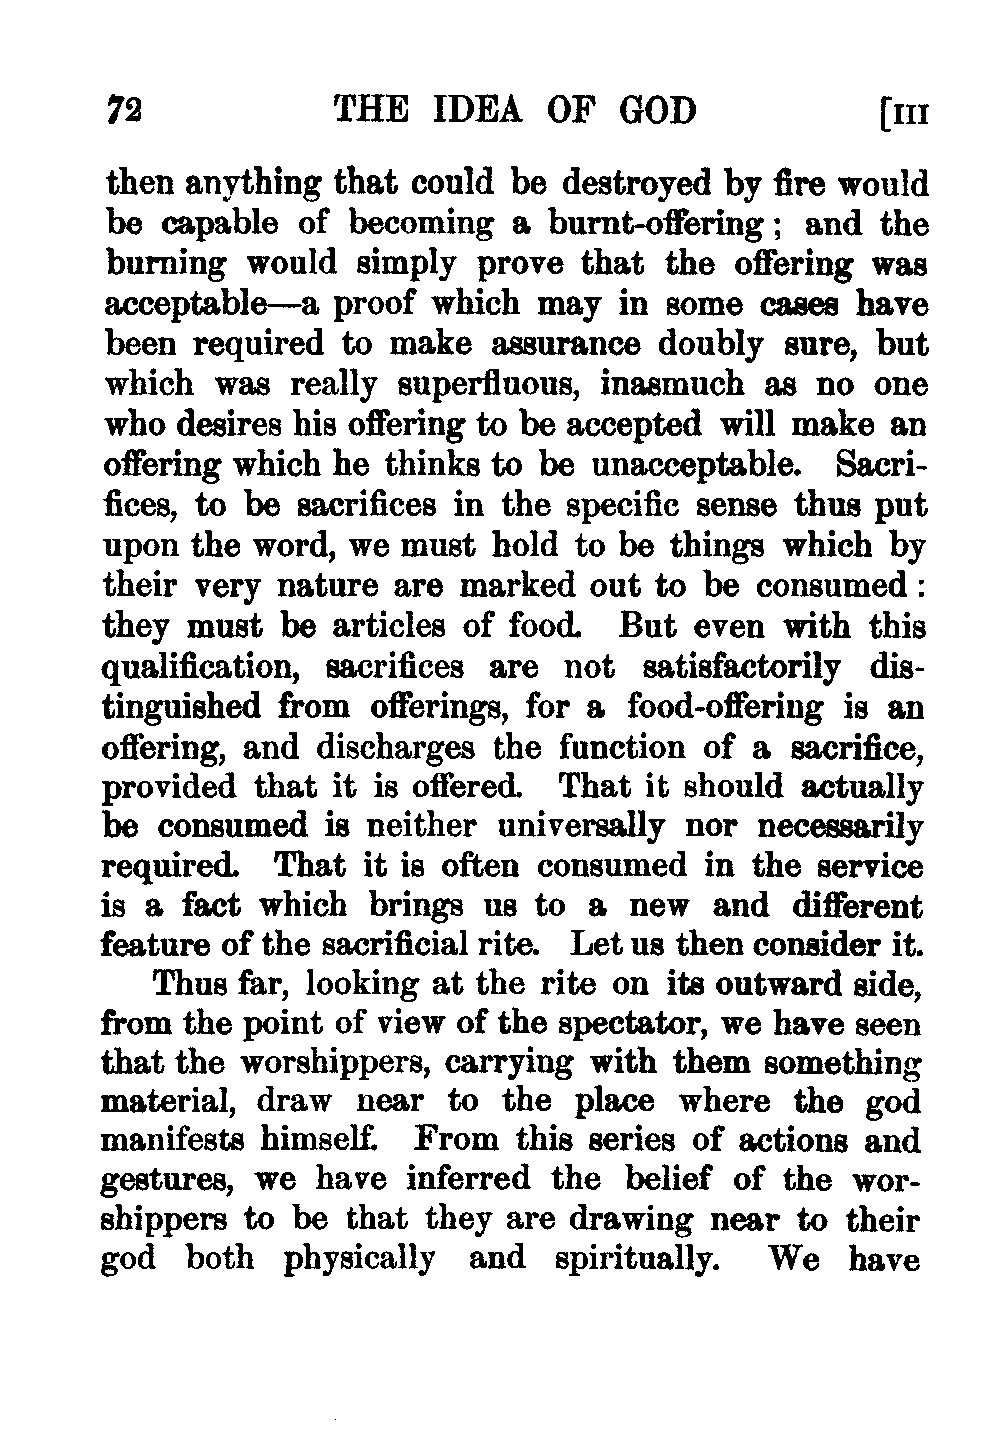 72 THE IDEA OF GOD [III
then anything that could be destroyed by fire would
be capable of becoming a burnt-offering ; and the
burning would simply prove that the offering was
acceptable—a proof which may in some cases have
been required to make assurance doubly sure, but
which was really superfluous, inasmuch as no one
who desires his offering to be accepted will make an
offering which he thinks to be unacceptable. Sacri-
fices, to be sacrifices in the specific sense thus put
upon the word, we must hold to be things which by
their very nature are marked out to be consumed :
they must be articles of food. But even with this
qualification, sacrifices are not satisfactorily dis-
tinguished from offerings, for a food-offering is an
offering, and discharges the function of a sacrifice,
provided that it is offered. That it should actually
be consumed is neither universally nor necessarily
required. That it is often consumed in the service
is a fact which brings us to a new and different
feature of the sacrificial rite. Let us then consider it.
Thus far, looking at the rite on its outward side,
from the point of view of the spectator, we have seen
that the worshippers, carrying with them something
material, draw near to the place where the god
manifests himself. From this series of actions and
gestures, we have inferred the belief of the wor-
shippers to be that they are drawing near to their
god both physically and spiritually. We have